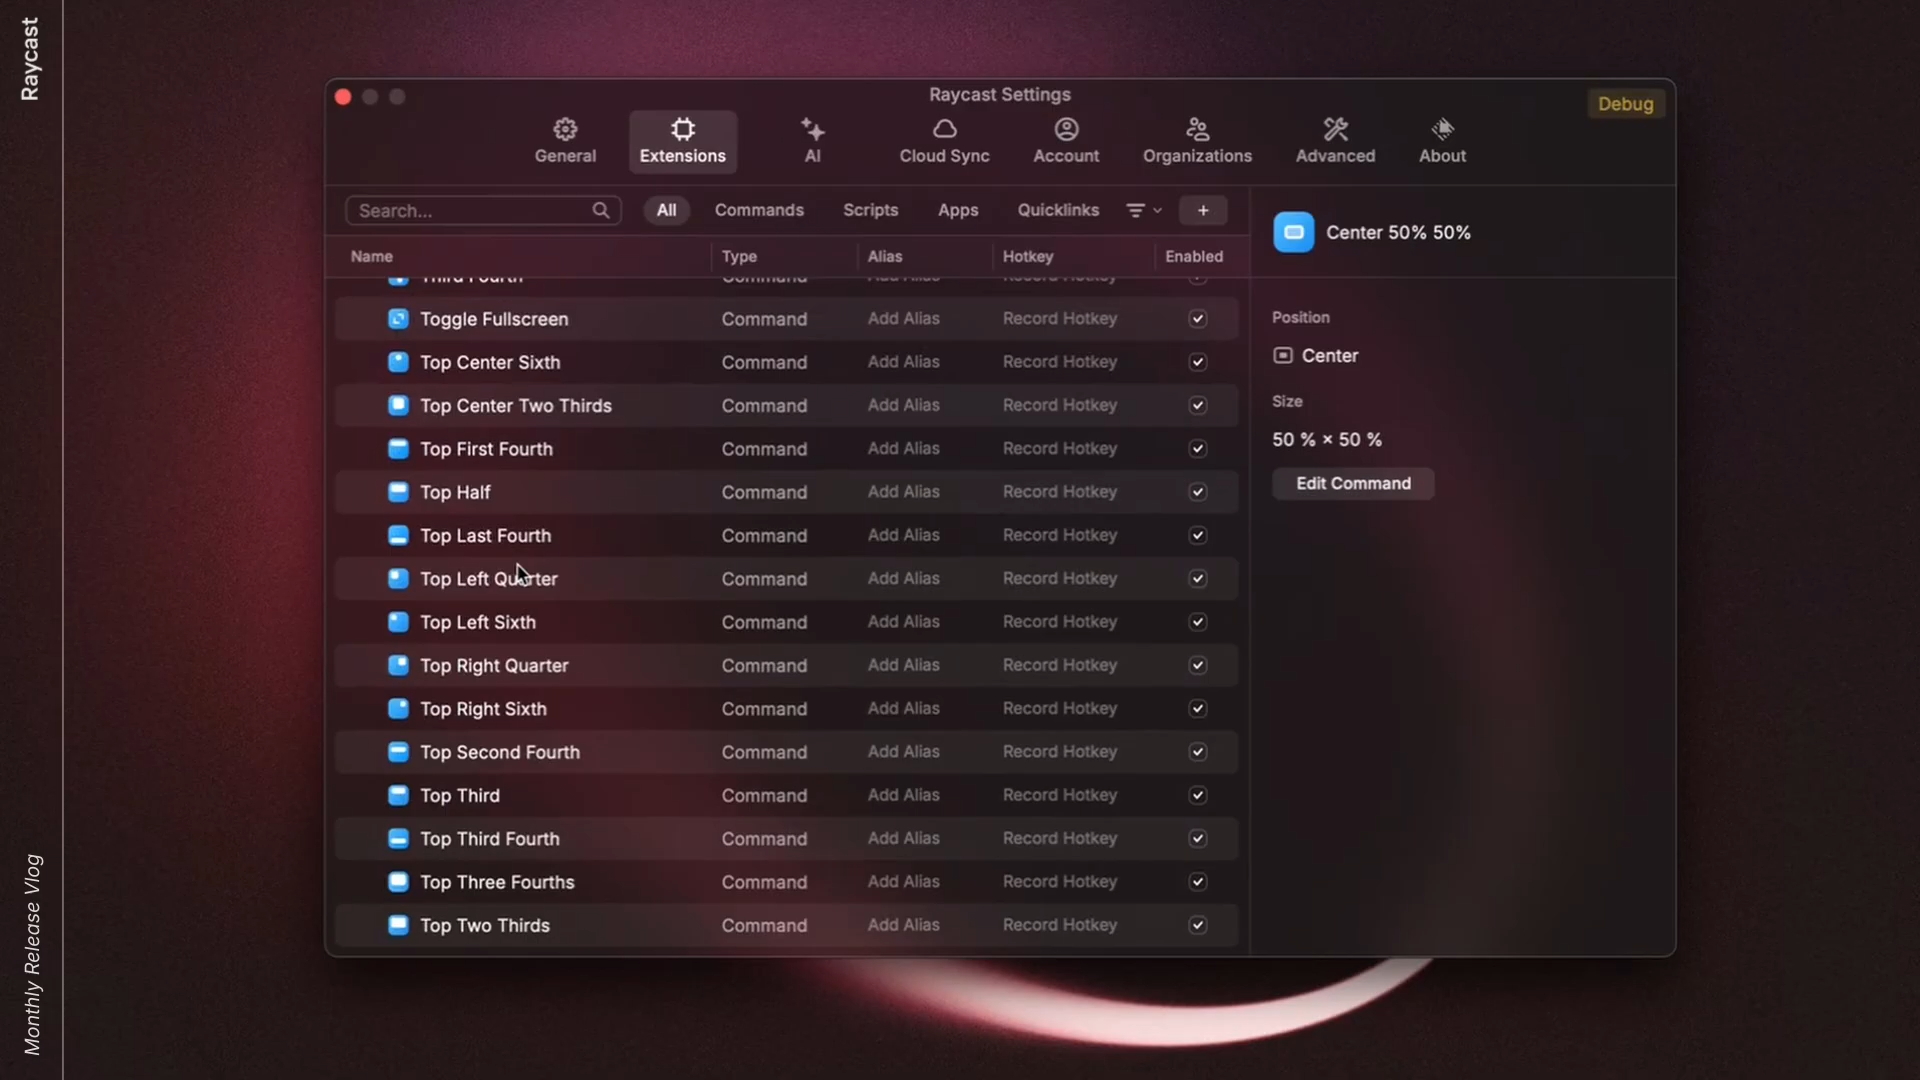 Raycast
Monthly Release Vlog
Raycast Settings
Debug
General
Extensions
AI
Cloud Sync
Account
Organizations
Advanced
About
Search...
All
Commands
Scripts
Apps
Quicklinks
+
Center 50% 50%
Name Type Alias Hotkey Enabled
Third Fourth Command Add Alias Record Hotkey
Toggle Fullscreen Command Add Alias Record Hotkey
Top Center Sixth Command Add Alias Record Hotkey
Top Center Two Thirds Command Add Alias Record Hotkey
Top First Fourth Command Add Alias Record Hotkey
Top Half Command Add Alias Record Hotkey
Top Last Fourth Command Add Alias Record Hotkey
Top Left Quarter Command Add Alias Record Hotkey
Top Left Sixth Command Add Alias Record Hotkey
Top Right Quarter Command Add Alias Record Hotkey
Top Right Sixth Command Add Alias Record Hotkey
Top Second Fourth Command Add Alias Record Hotkey
Top Third Command Add Alias Record Hotkey
Top Third Fourth Command Add Alias Record Hotkey
Top Three Fourths Command Add Alias Record Hotkey
Top Two Thirds Command Add Alias Record Hotkey
Position
Center
Size
50 % × 50 %
Edit Command